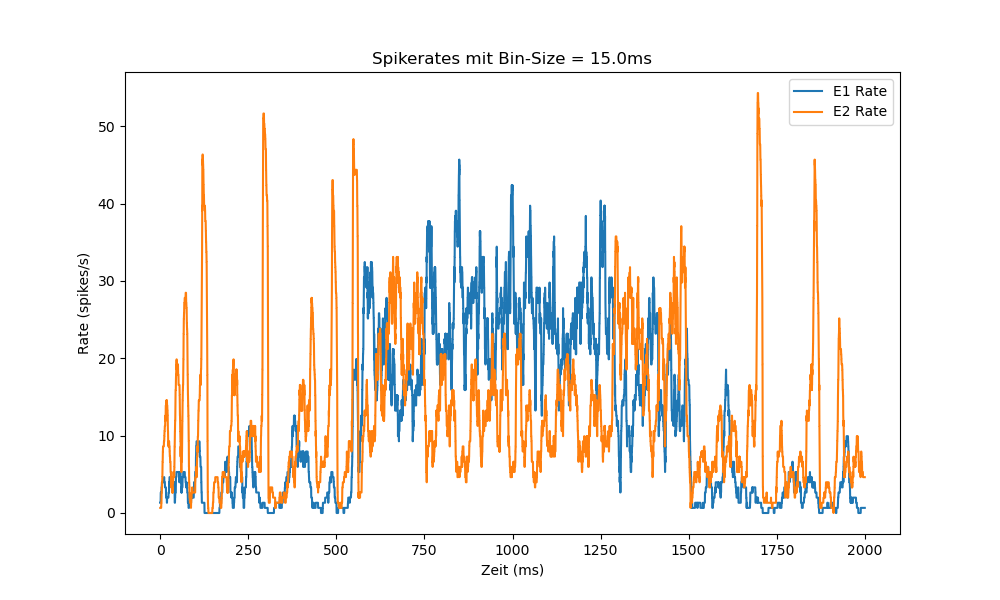 Spikerates mit Bin-Size = 15.0ms
E1 Rate
E2 Rate
Rate (spikes/s)
50
40
30
20
10
0
0 250 500 750 1000 1250 1500 1750 2000
Zeit (ms)